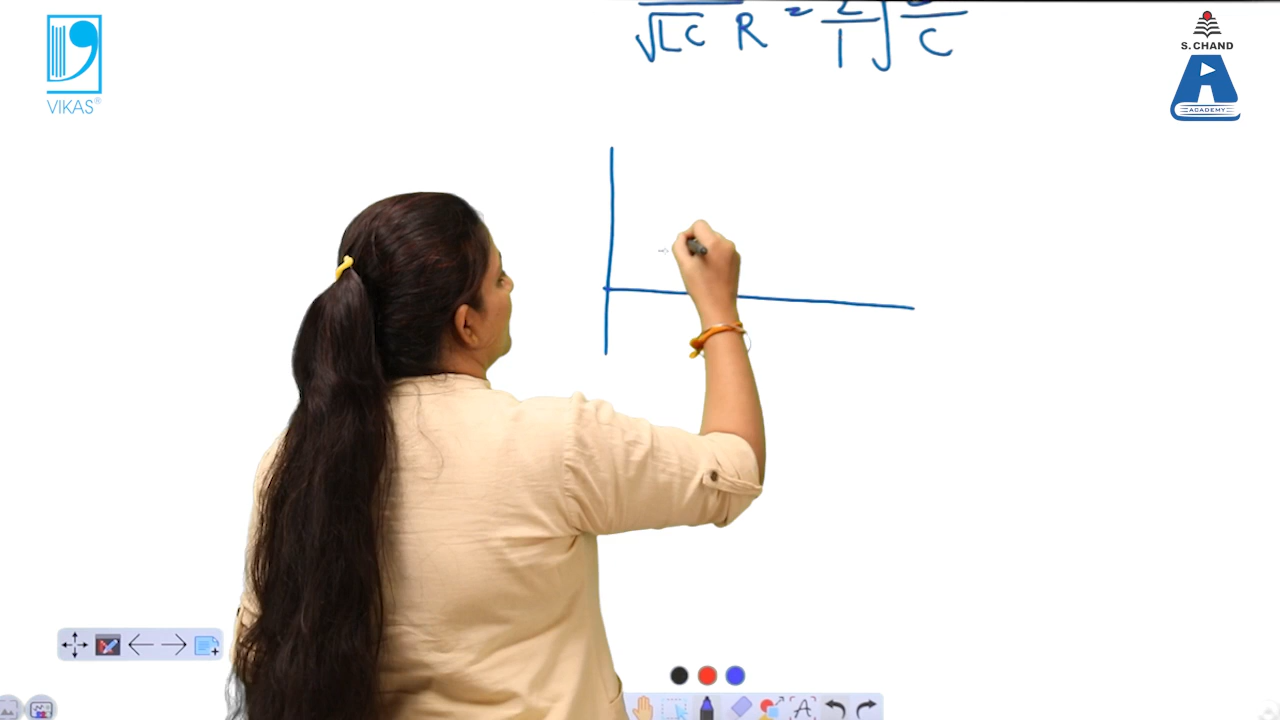 √LC R = 1 √ C
VIKAS®
S. CHAND
ACADEMY
A